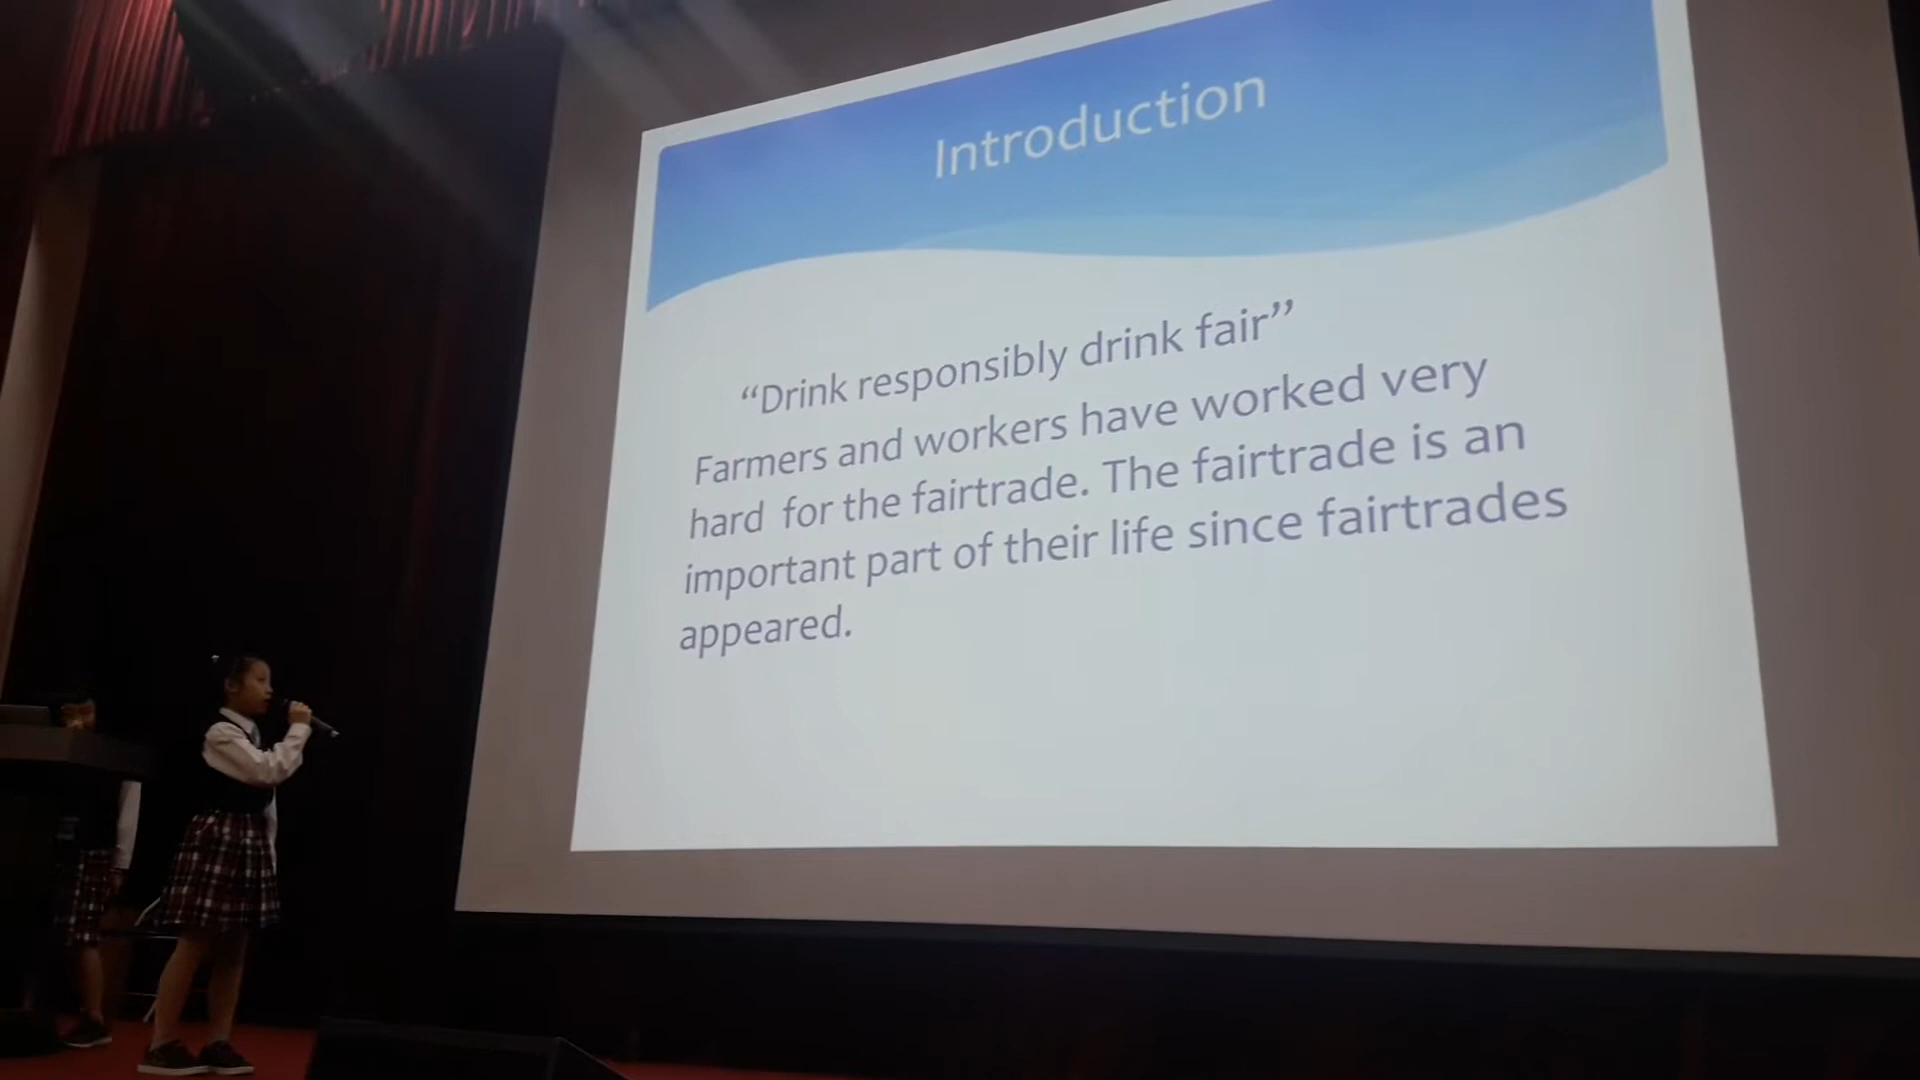 Introduction
“Drink responsibly drink fair”
Farmers and workers have worked very
hard for the fairtrade. The fairtrade is an
important part of their life since fairtrades
appeared.